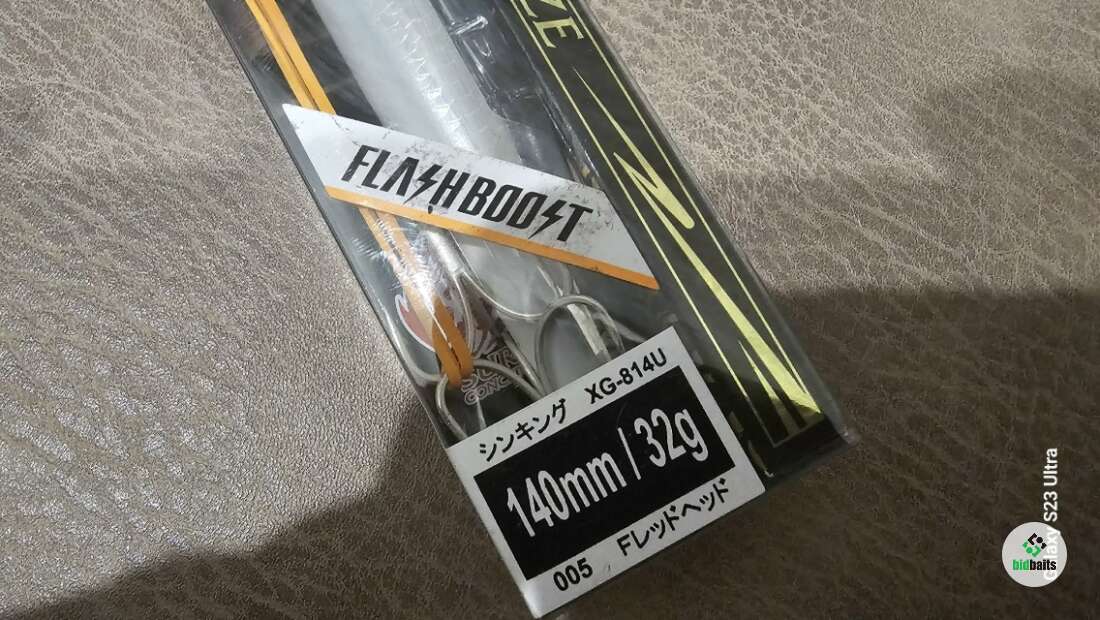 ZE
FLASHBOOST
シンキング XG-814U
140mm / 32g
005 Fレッドヘッド
Galaxy S23 Ultra
bidbaits